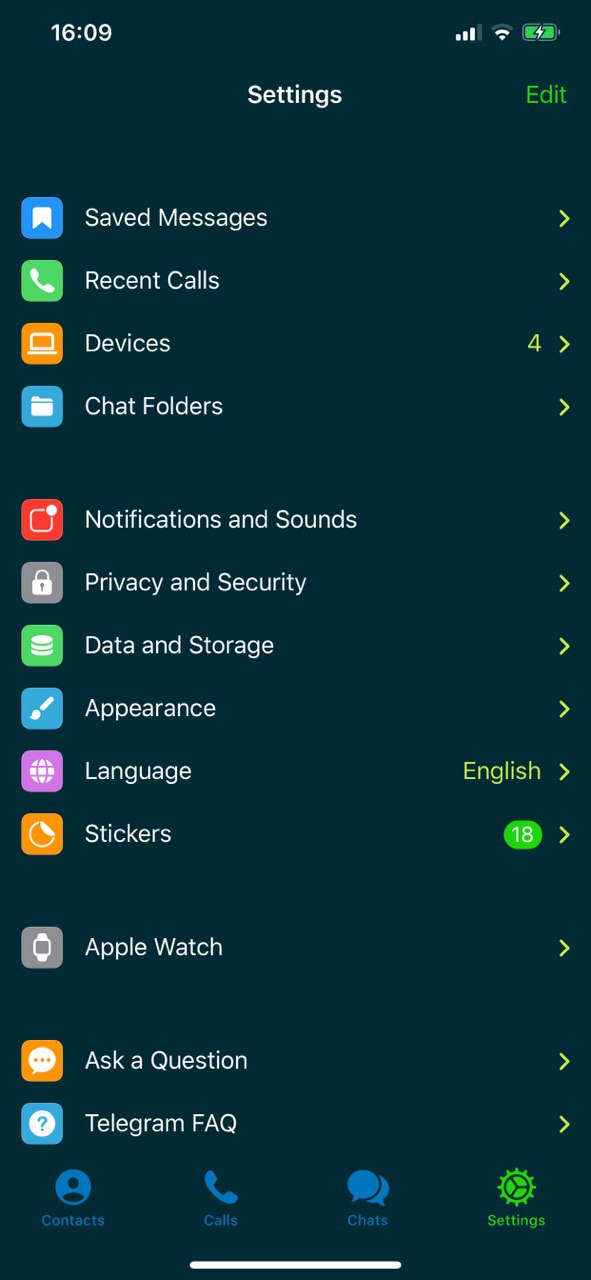 16:09
Settings
Edit
Saved Messages
Recent Calls
Devices 4
Chat Folders
Notifications and Sounds
Privacy and Security
Data and Storage
Appearance
Language English
Stickers 18
Apple Watch
Ask a Question
Telegram FAQ
Contacts Calls Chats Settings